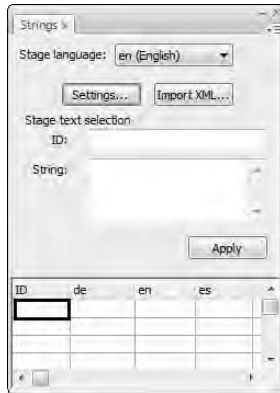 Strings x
Stage language: en (English)
Settings... Import XML...
Stage text selection
ID:
String:
Apply
ID de en es